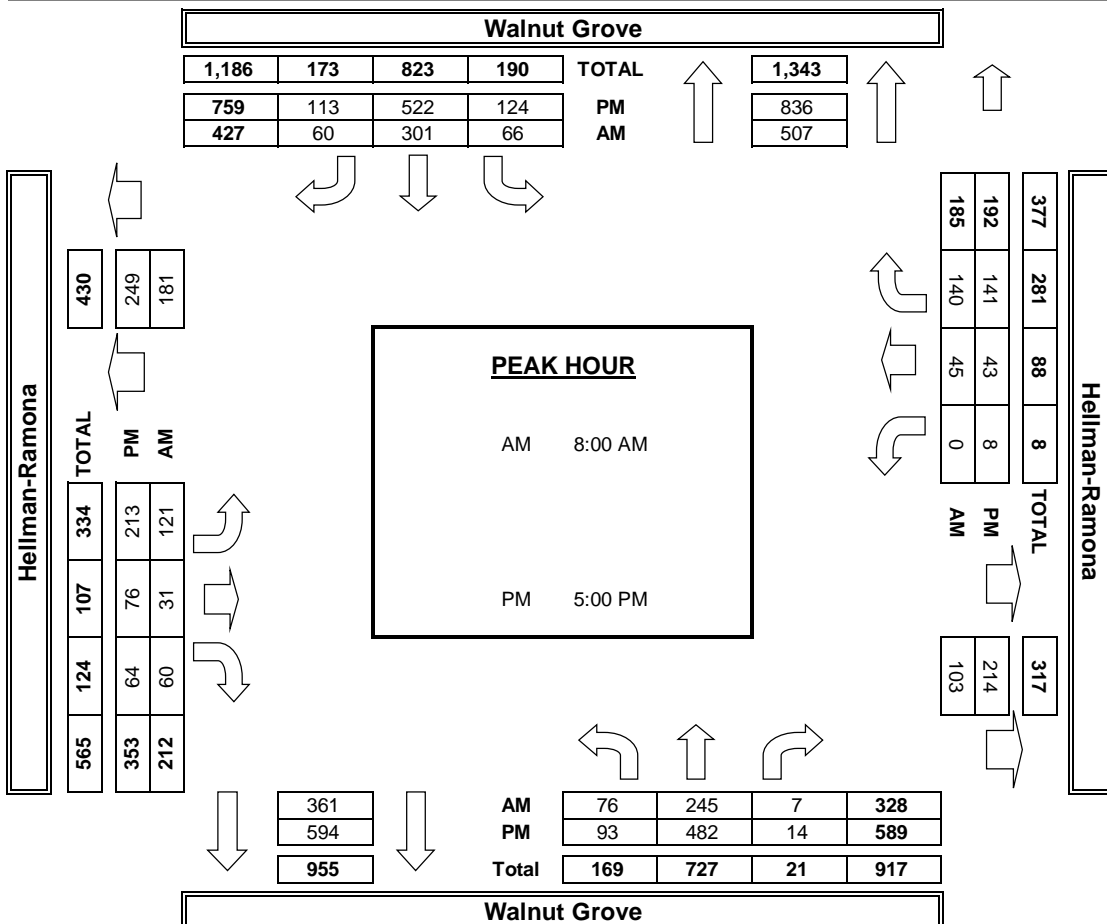 Walnut Grove
1,186 173 823 190 TOTAL 1,343
759 113 522 124 PM 836
427 60 301 66 AM 507
Hellman-Ramona
430
249
181
TOTAL
PM
AM
334 107 124 565
213 76 64 353
121 31 60 212
PEAK HOUR
AM 8:00 AM
PM 5:00 PM
377 281 88 8 TOTAL
192 141 43 8 PM
185 140 45 0 AM
317
214
103
Hellman-Ramona
361 AM 76 245 7 328
594 PM 93 482 14 589
955 Total 169 727 21 917
Walnut Grove